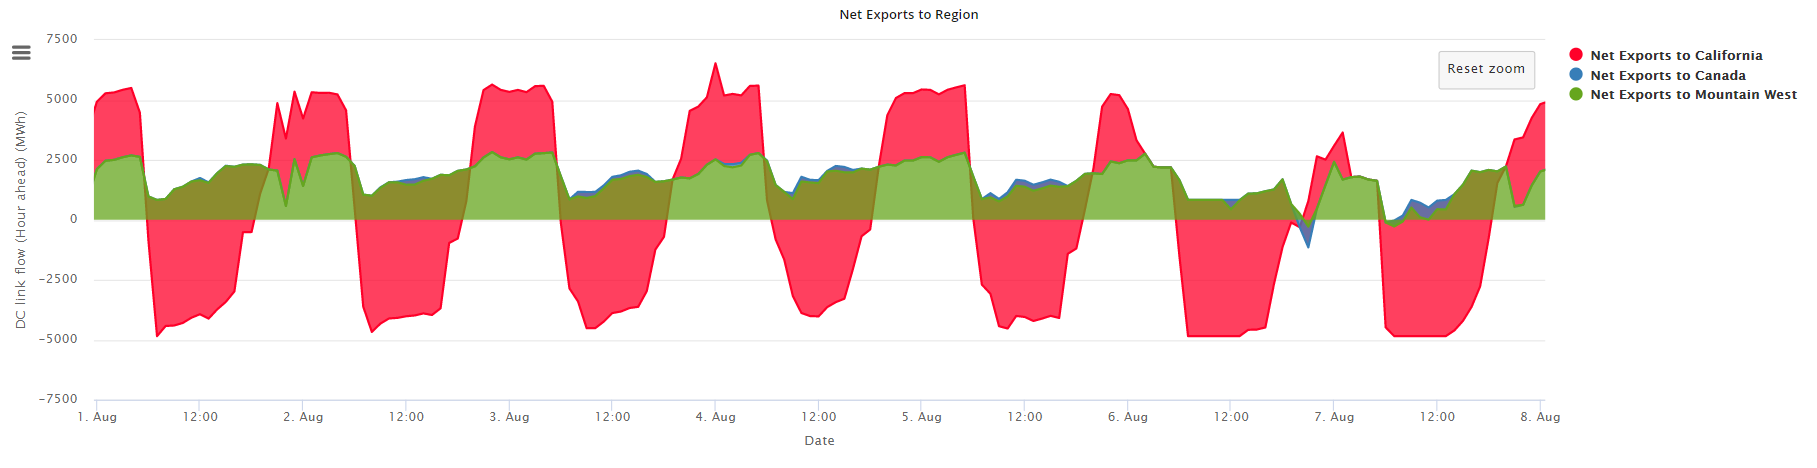 Net Exports to Region
7500
5000
2500
0
−2500
−5000
−7500
DC link flow (Hour ahead) (MWh)
Reset zoom
Net Exports to California
Net Exports to Canada
Net Exports to Mountain West
1. Aug 12:00 2. Aug 12:00 3. Aug 12:00 4. Aug 12:00 5. Aug 12:00 6. Aug 12:00 7. Aug 12:00 8. Aug
Date